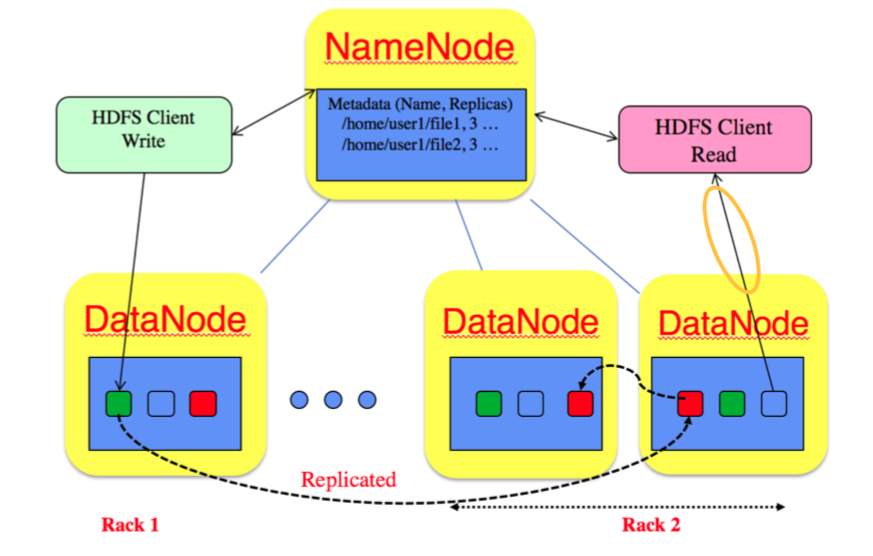 NameNode
Metadata (Name, Replicas)
/home/user1/file1, 3 ...
/home/user1/file2, 3 ...
HDFS Client
Write
HDFS Client
Read
DataNode
DataNode
DataNode
Replicated
Rack 1
Rack 2